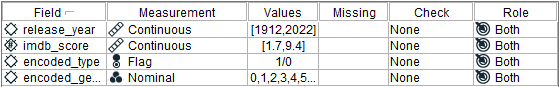 Field Measurement Values Missing Check Role
release_year Continuous [1912,2022] None Both
imdb_score Continuous [1.7,9.4] None Both
encoded_type Flag 1/0 None Both
encoded_ge... Nominal 0,1,2,3,4,5... None Both